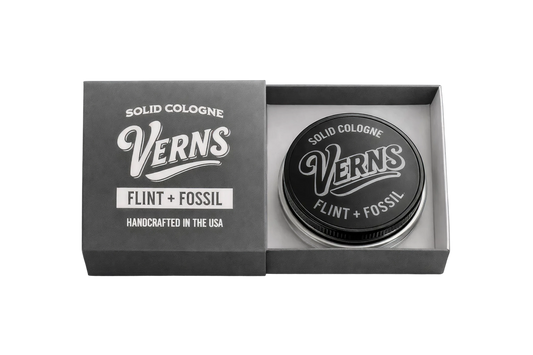 SOLID COLOGNE
VERNS
FLINT + FOSSIL
HANDCRAFTED IN THE USA
SOLID COLOGNE
VERNS
FLINT + FOSSIL